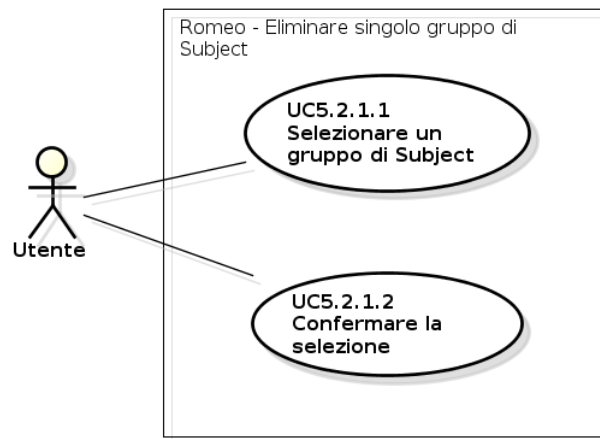 Romeo - Eliminare singolo gruppo di
Subject
UC5.2.1.1
Selezionare un
gruppo di Subject
Utente
UC5.2.1.2
Confermare la
selezione